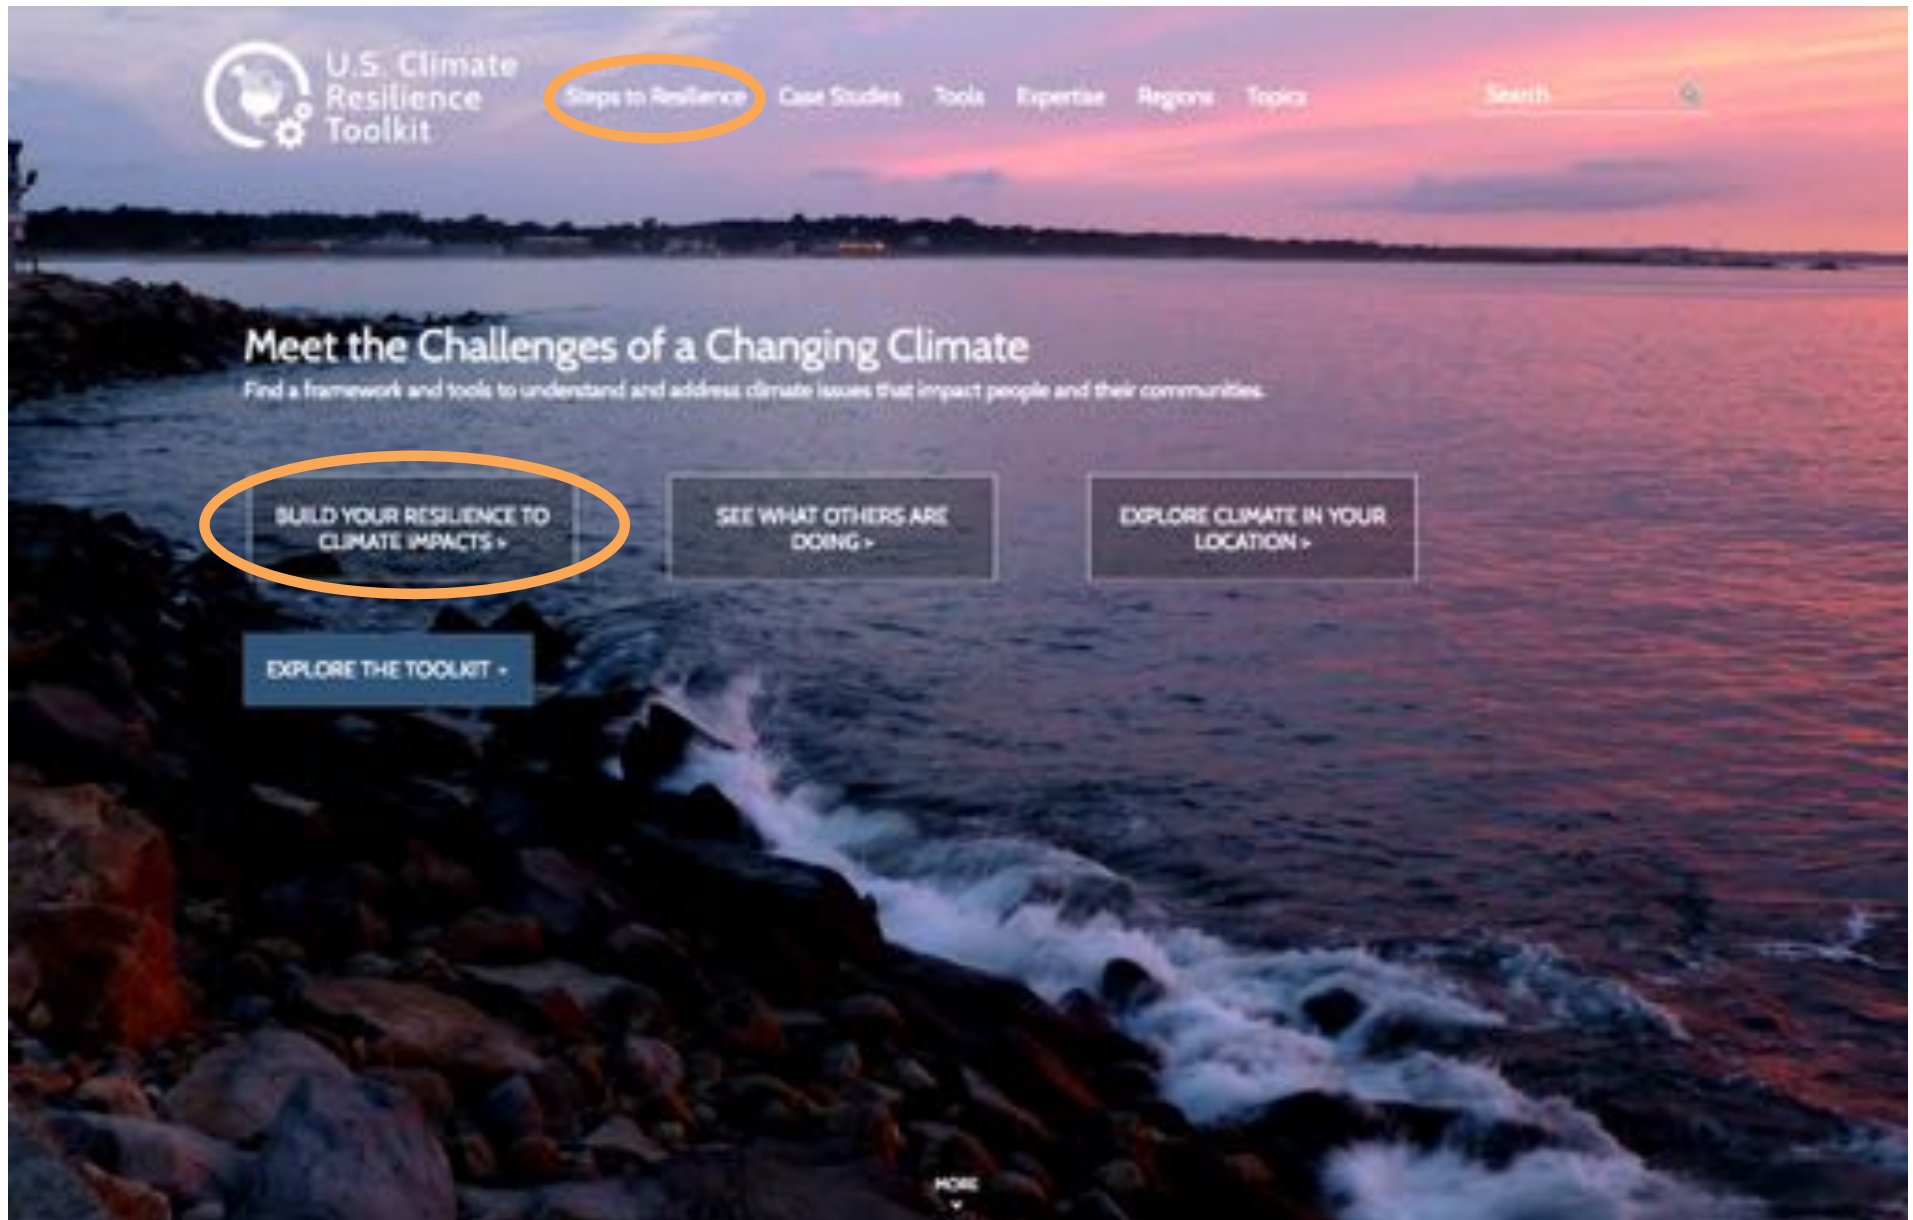 U.S. Climate
Resilience
Toolkit
Steps to Resilience Case Studies Tools Expertise Regions Topics Search
Meet the Challenges of a Changing Climate
Find a framework and tools to understand and address climate issues that impact people and their communities.
BUILD YOUR RESILIENCE TO
CLIMATE IMPACTS >
SEE WHAT OTHERS ARE
DOING >
EXPLORE CLIMATE IN YOUR
LOCATION >
EXPLORE THE TOOLKIT >
MORE